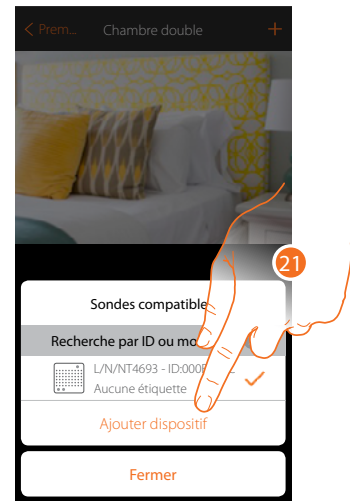 < Prem... Chambre double +
21
Sondes compatible
Recherche par ID ou mo
L/N/NT4693 - ID:000
Aucune étiquette
Ajouter dispositif
Fermer